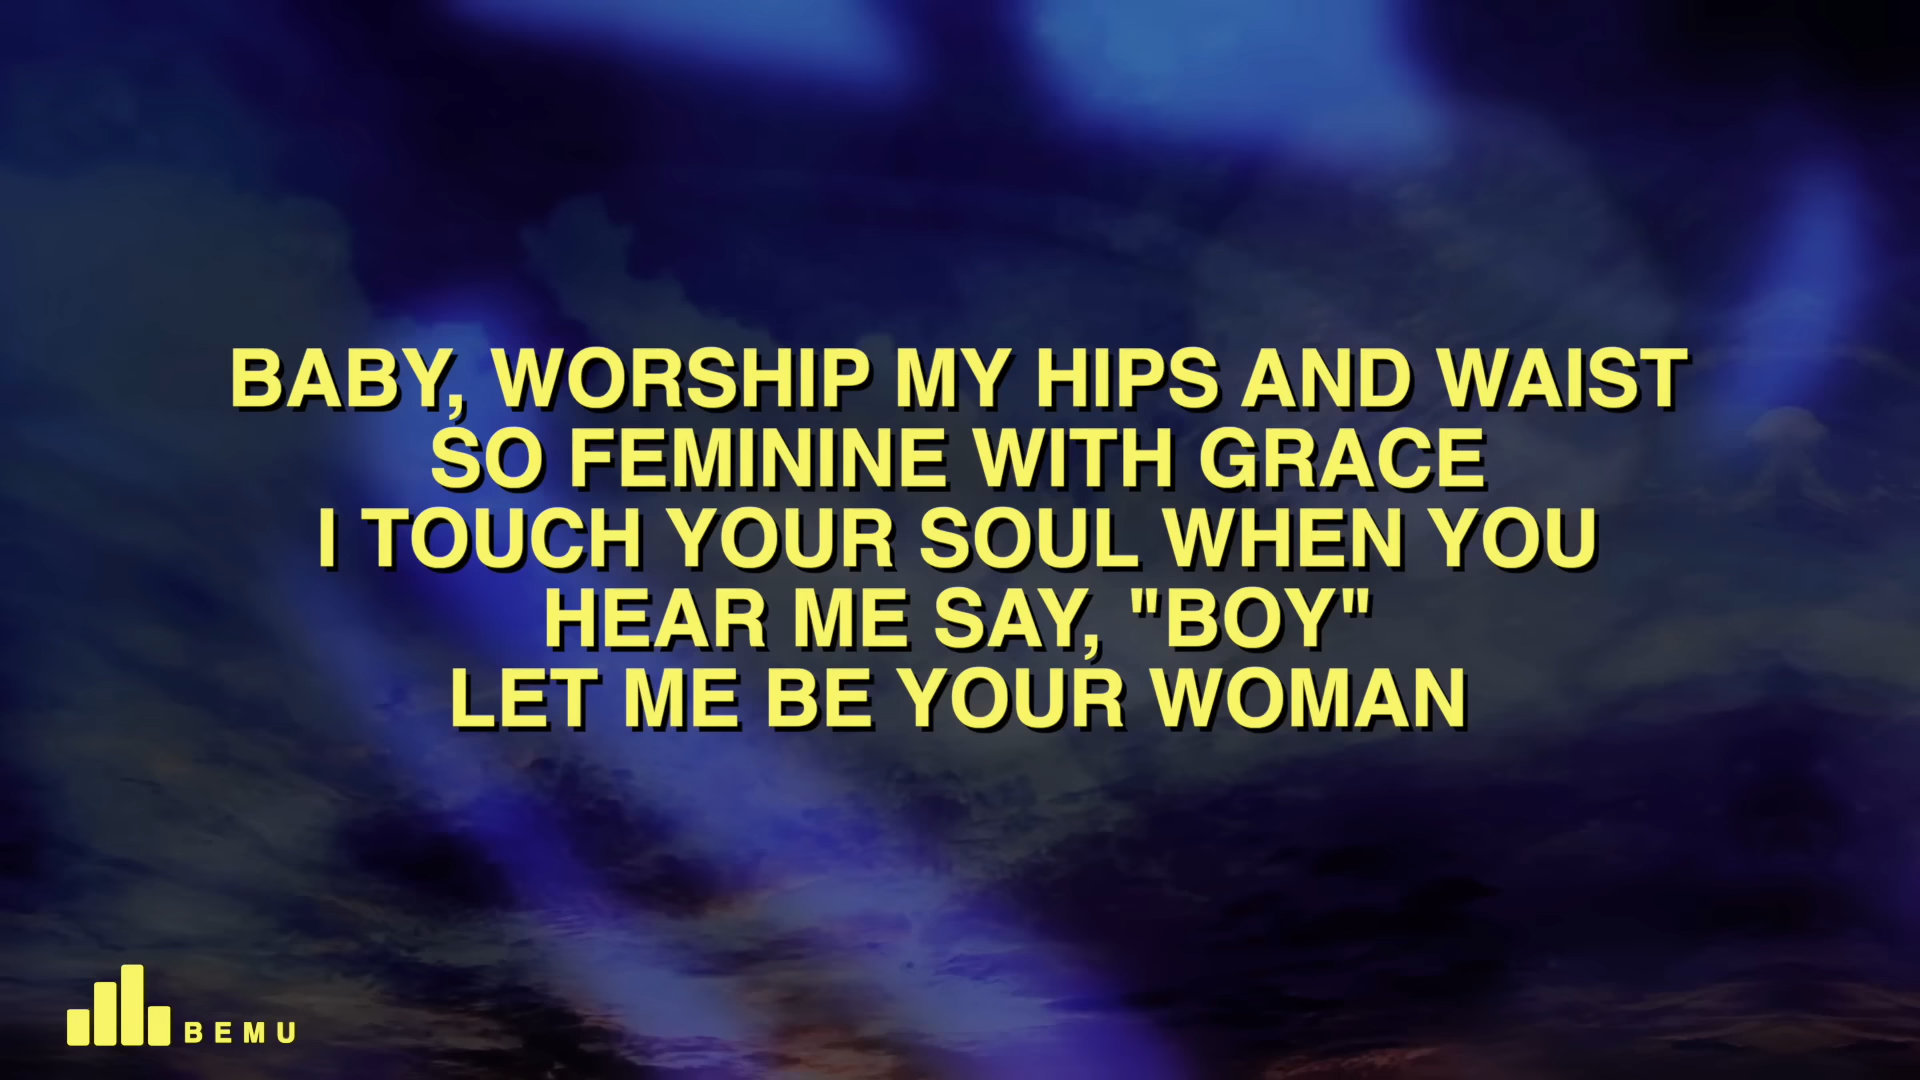 BABY, WORSHIP MY HIPS AND WAIST
SO FEMININE WITH GRACE
I TOUCH YOUR SOUL WHEN YOU
HEAR ME SAY, "BOY"
LET ME BE YOUR WOMAN
BEMU